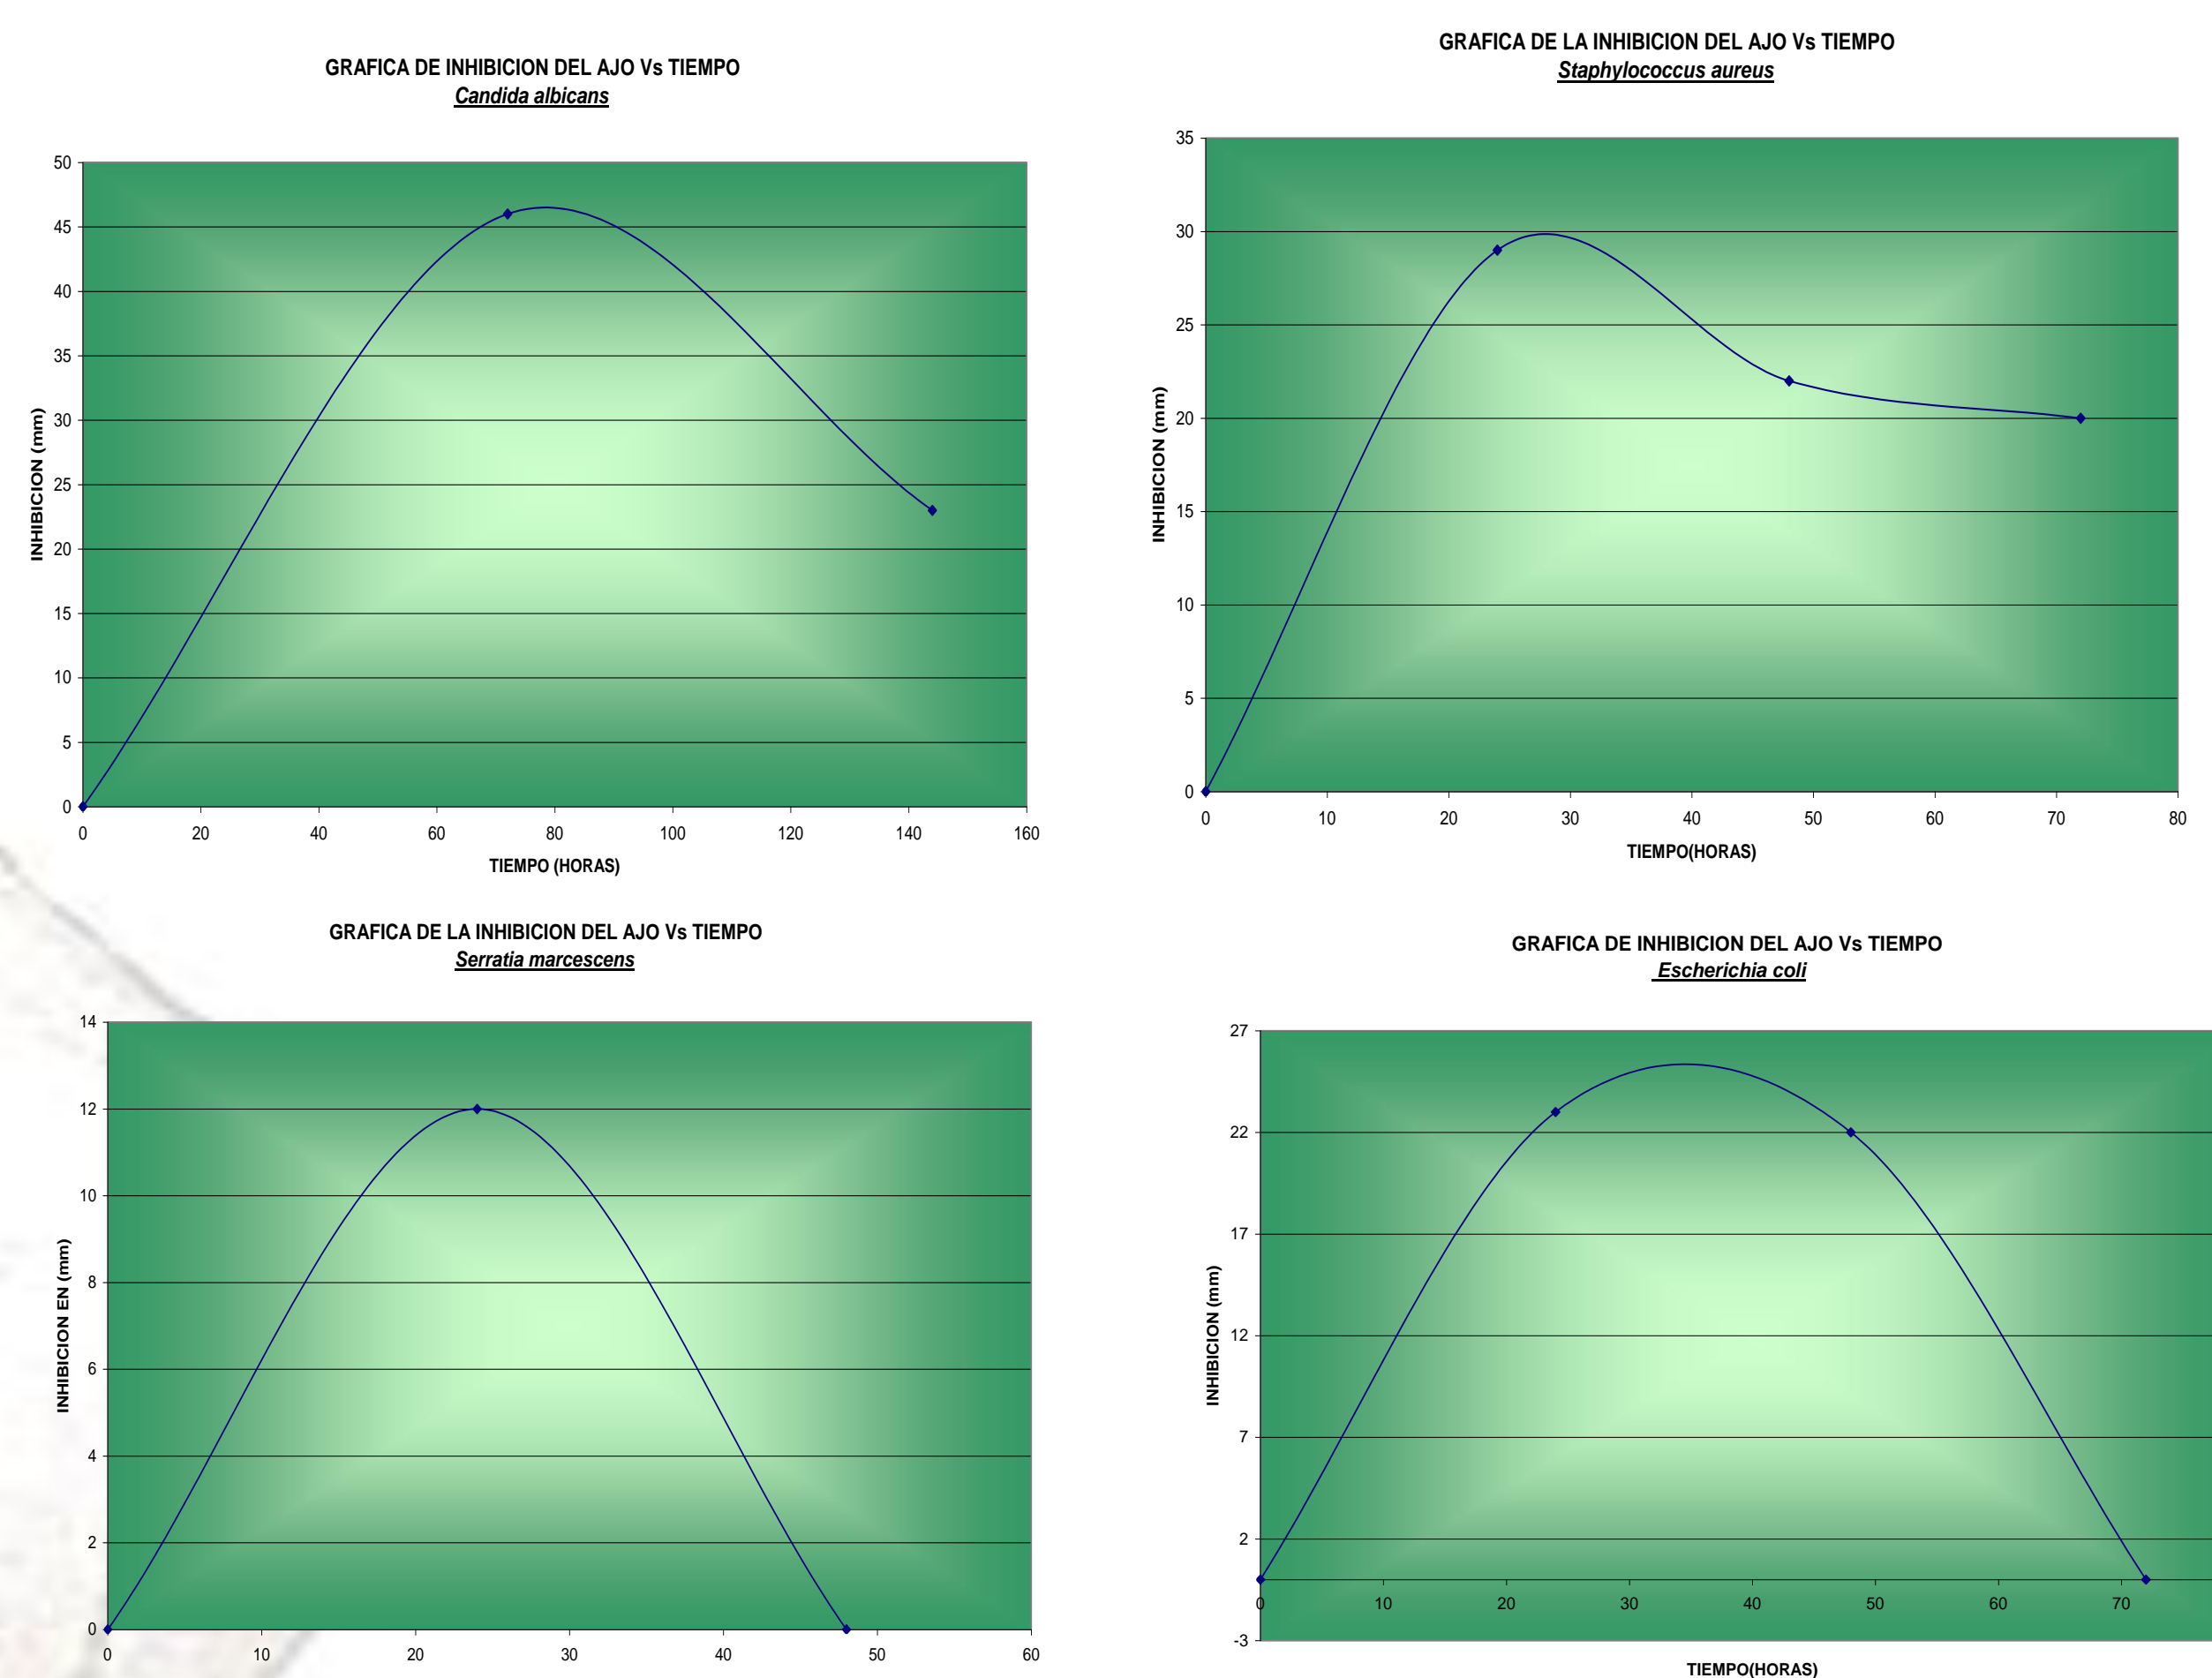 GRAFICA DE INHIBICION DEL AJO Vs TIEMPO
Candida albicans
50
45
40
35
30
25
20
15
10
5
0
INHIBICION (mm)
0 20 40 60 80 100 120 140 160
TIEMPO (HORAS)
GRAFICA DE LA INHIBICION DEL AJO Vs TIEMPO
Staphylococcus aureus
35
30
25
20
15
10
5
0
INHIBICION (mm)
0 10 20 30 40 50 60 70 80
TIEMPO(HORAS)
GRAFICA DE LA INHIBICION DEL AJO Vs TIEMPO
Serratia marcescens
14
12
10
8
6
4
2
0
INHIBICION EN (mm)
0 10 20 30 40 50 60
GRAFICA DE INHIBICION DEL AJO Vs TIEMPO
Escherichia coli
27
22
17
12
7
2
-3
INHIBICION (mm)
0 10 20 30 40 50 60 70
TIEMPO(HORAS)